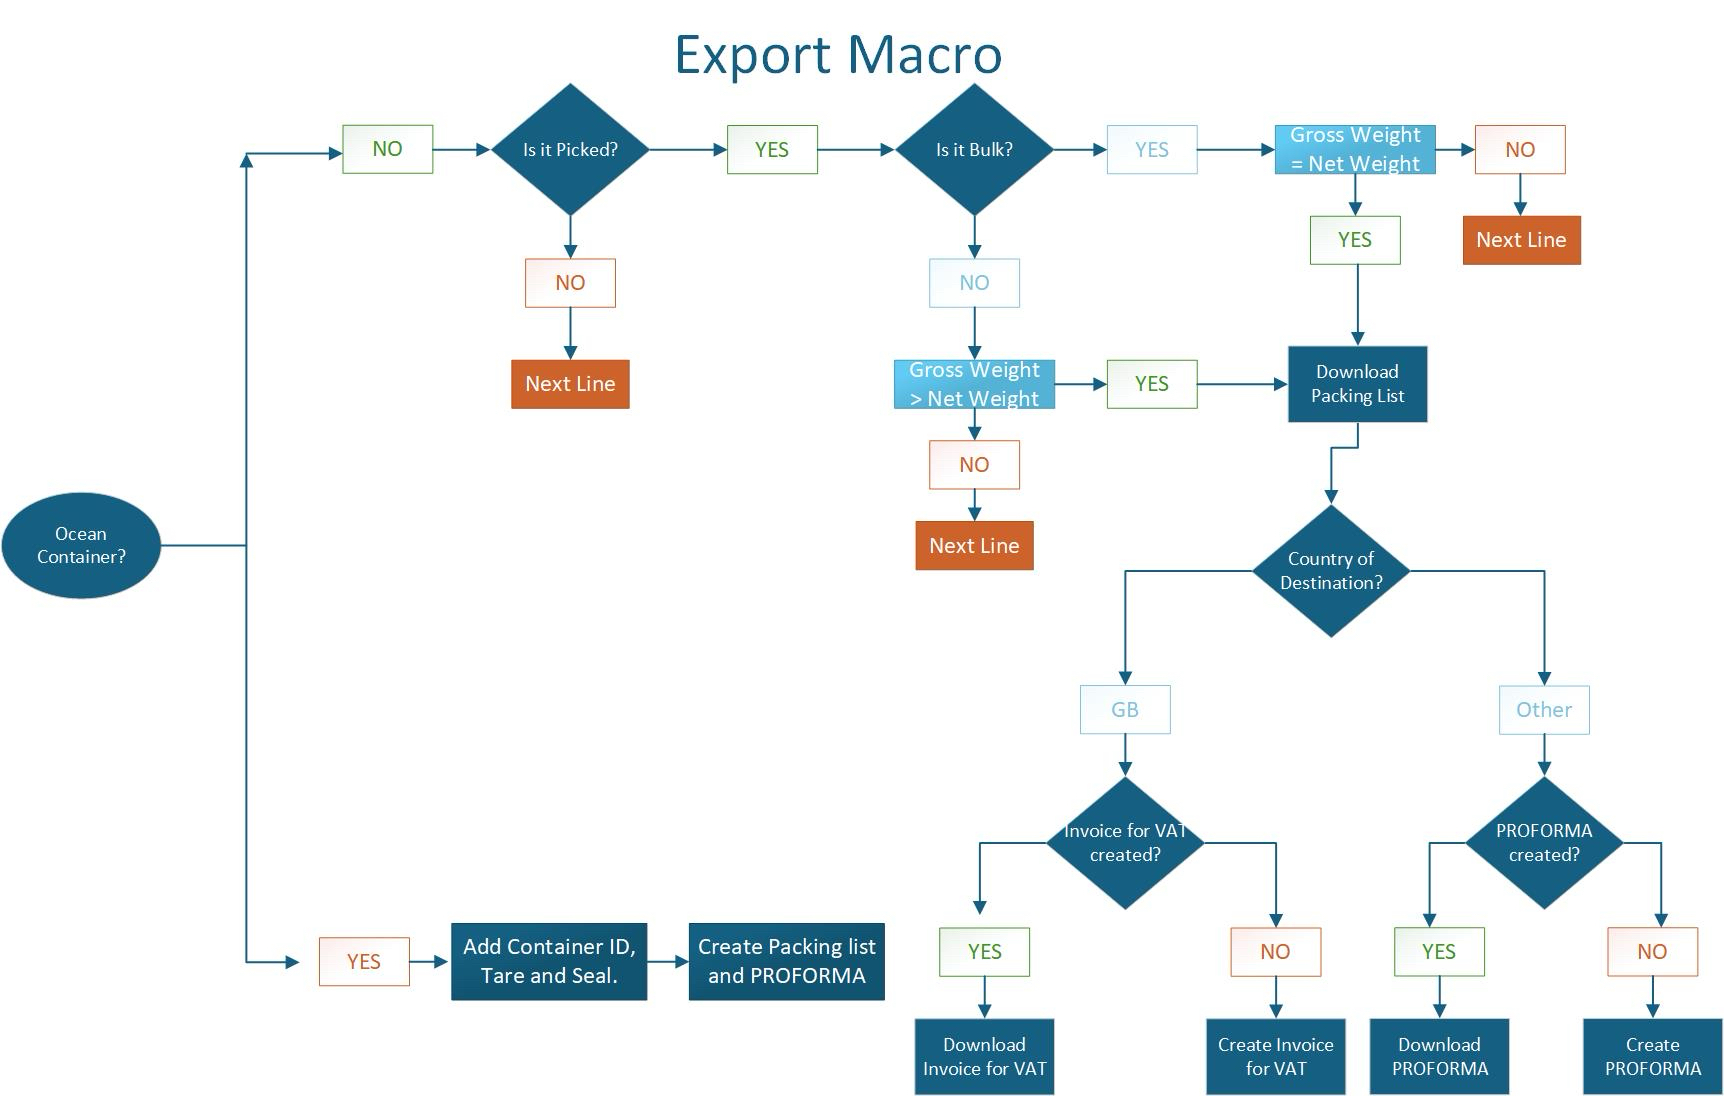 Export Macro
NO
Is it Picked?
YES
Is it Bulk?
YES
Gross Weight
= Net Weight
NO
YES
Next Line
NO
NO
Next Line
Gross Weight
> Net Weight
YES
Download
Packing List
NO
Next Line
Ocean
Container?
Country of
Destination?
GB
Other
Invoice for VAT
created?
PROFORMA
created?
YES
Add Container ID,
Tare and Seal.
Create Packing list
and PROFORMA
YES
NO
YES
NO
Download
Invoice for VAT
Create Invoice
for VAT
Download
PROFORMA
Create
PROFORMA